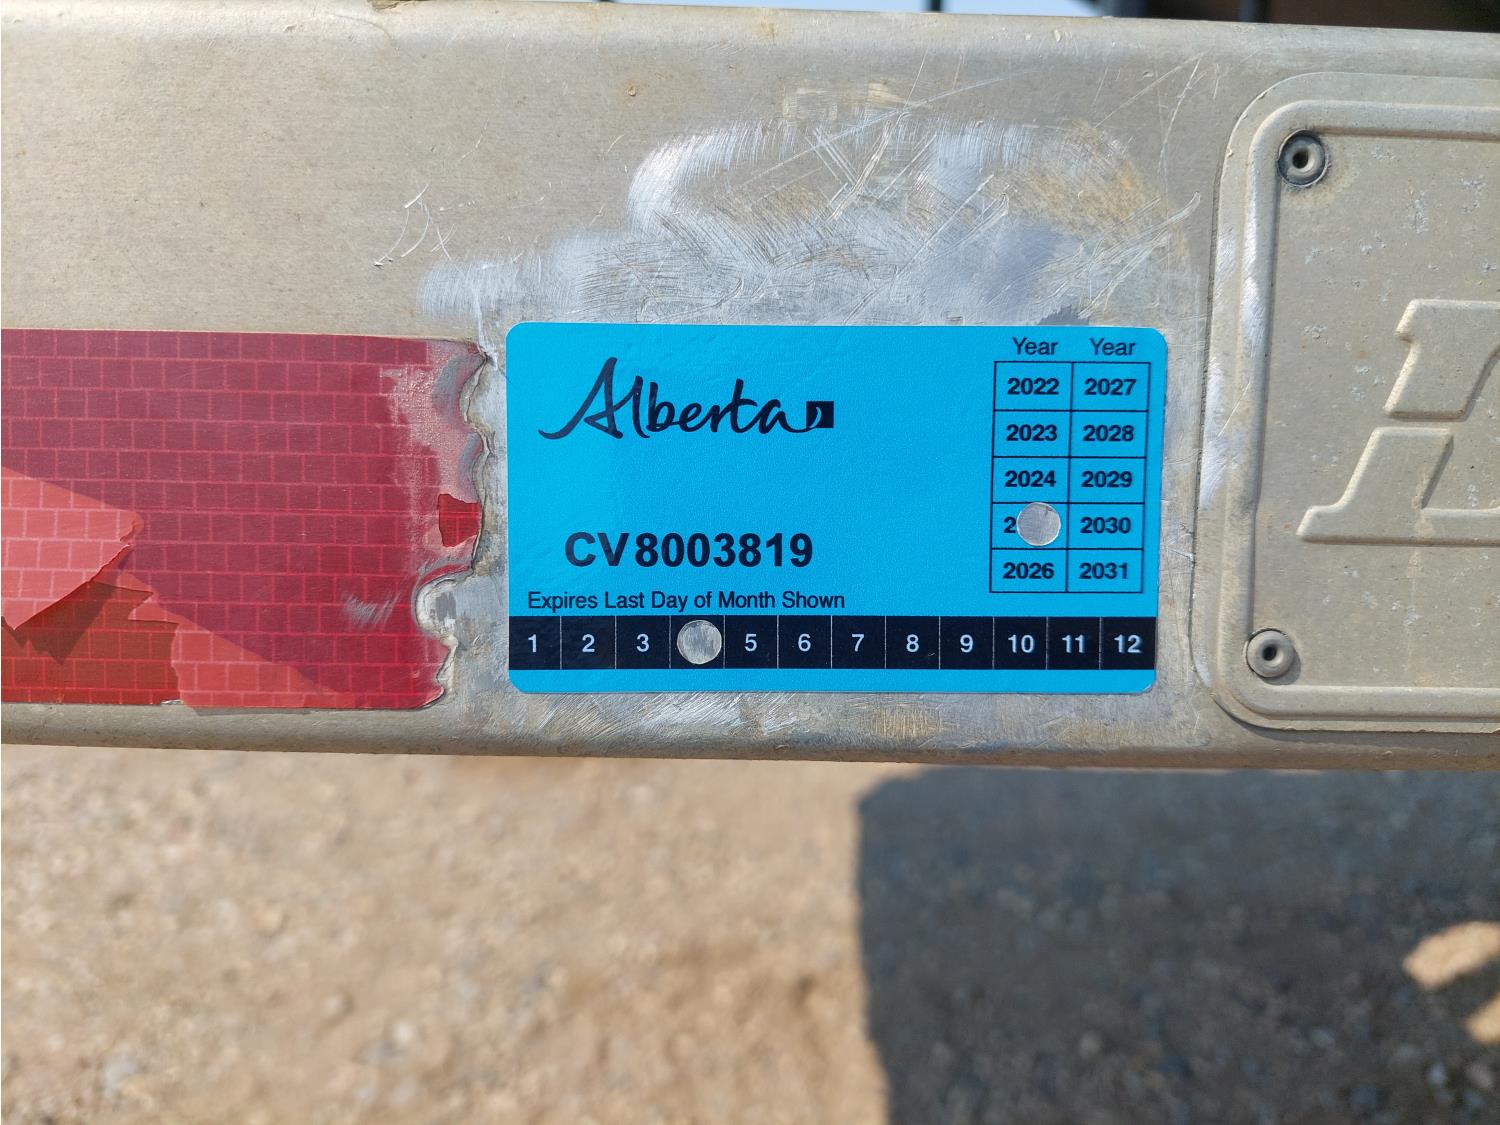 Alberta
Year Year
2022 2027
2023 2028
2024 2029
2 2030
2026 2031
CV8003819
Expires Last Day of Month Shown
1 2 3 5 6 7 8 9 10 11 12